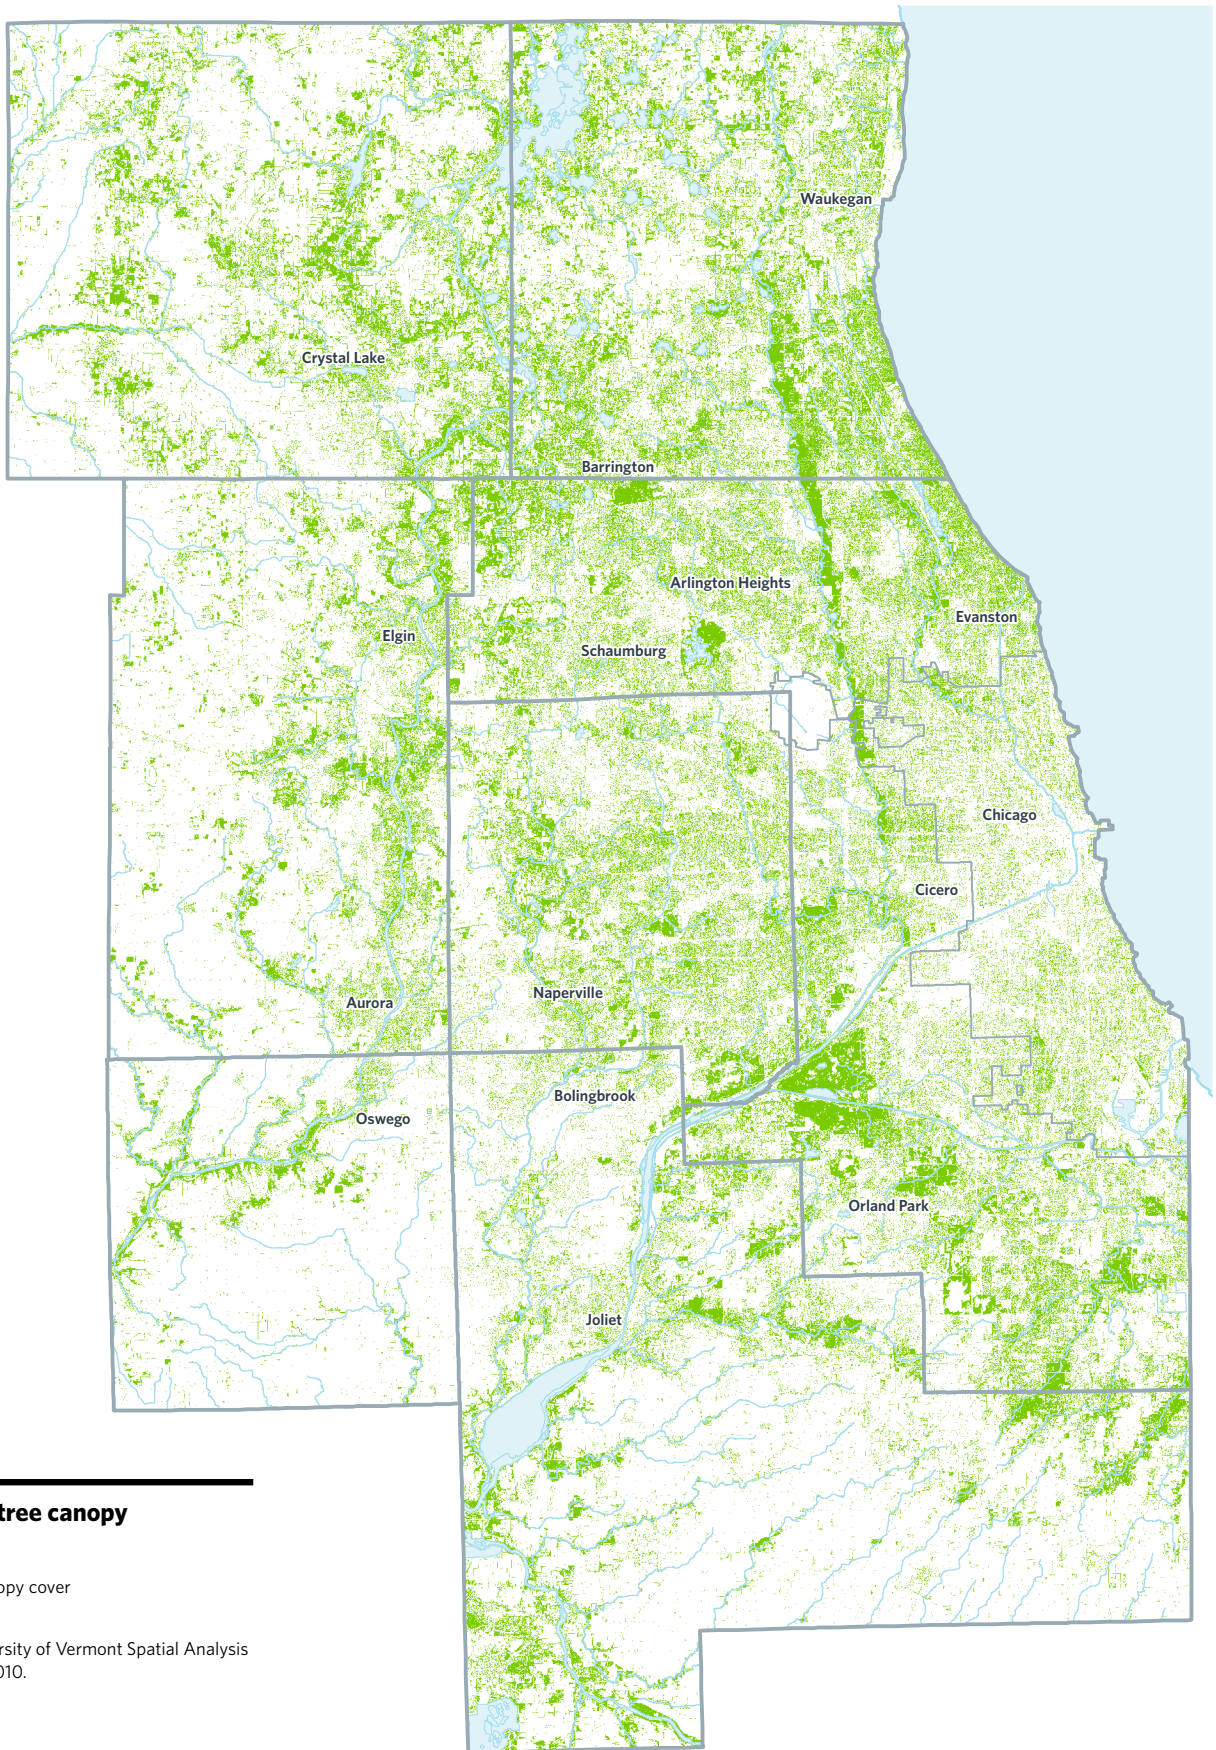 Waukegan
Crystal Lake
Barrington
Arlington Heights
Evanston
Elgin
Schaumburg
Chicago
Cicero
Naperville
Aurora
Bolingbrook
Oswego
Orland Park
Joliet
tree canopy
opy cover
rsity of Vermont Spatial Analysis
010.